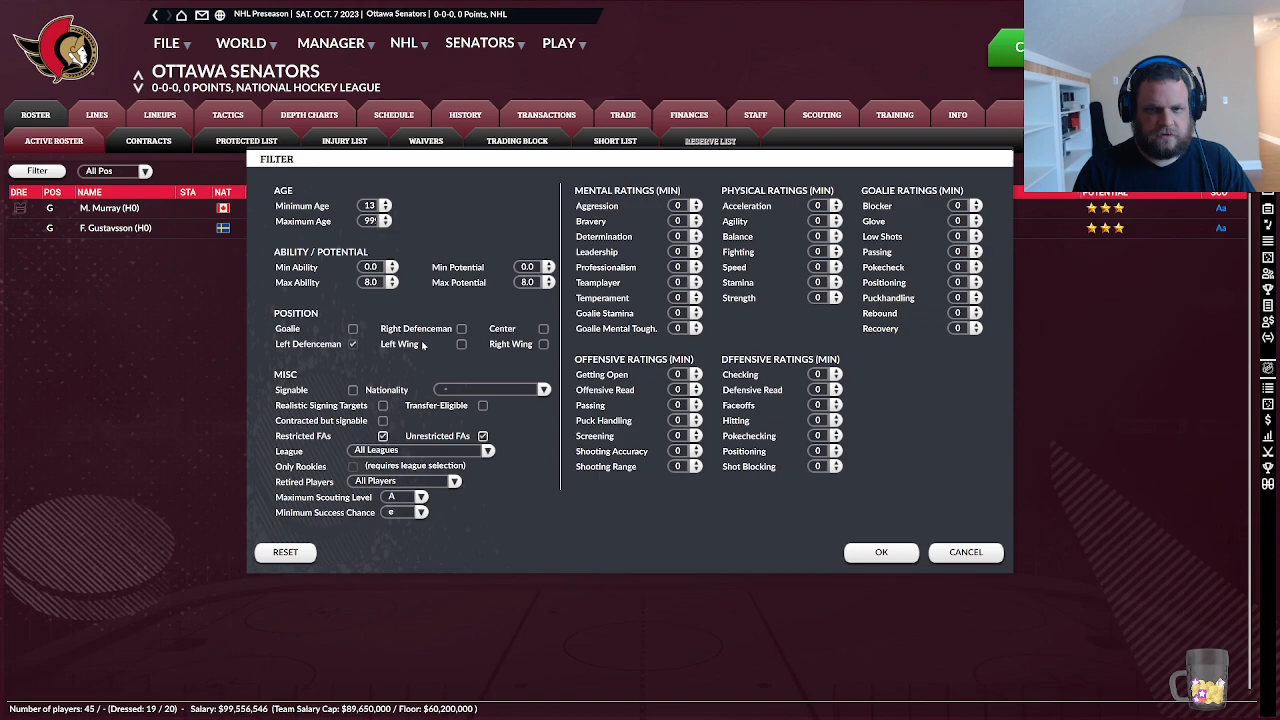 NHL Preseason | SAT. OCT. 7 2023 | Ottawa Senators | 0-0-0, 0 Points, NHL
FILE WORLD MANAGER NHL SENATORS PLAY
OTTAWA SENATORS
0-0-0, 0 POINTS, NATIONAL HOCKEY LEAGUE
ROSTER LINES LINEUPS TACTICS DEPTH CHARTS SCHEDULE HISTORY TRANSACTIONS TRADE FINANCES STAFF SCOUTING TRAINING INFO
ACTIVE ROSTER CONTRACTS PROTECTED LIST INJURY LIST WAIVERS TRADING BLOCK SHORT LIST RESERVE LIST
Filter All Pos
DRE POS NAME STA NAT POTENTIAL SCO
G M. Murray (H0) Aa
G F. Gustavsson (H0) Aa
FILTER
AGE
Minimum Age 13
Maximum Age 99
ABILITY / POTENTIAL
Min Ability 0.0 Min Potential 0.0
Max Ability 8.0 Max Potential 8.0
POSITION
Goalie Right Defenceman Center
Left Defenceman Left Wing Right Wing
MISC
Signable Nationality -
Realistic Signing Targets Transfer-Eligible
Contracted but signable
Restricted FAs Unrestricted FAs
League All Leagues
Only Rookies (requires league selection)
Retired Players All Players
Maximum Scouting Level A
Minimum Success Chance e
MENTAL RATINGS (MIN)
Aggression 0
Bravery 0
Determination 0
Leadership 0
Professionalism 0
Teamplayer 0
Temperament 0
Goalie Stamina 0
Goalie Mental Tough. 0
PHYSICAL RATINGS (MIN)
Acceleration 0
Agility 0
Balance 0
Fighting 0
Speed 0
Stamina 0
Strength 0
GOALIE RATINGS (MIN)
Blocker 0
Glove 0
Low Shots 0
Passing 0
Pokecheck 0
Positioning 0
Puckhandling 0
Rebound 0
Recovery 0
OFFENSIVE RATINGS (MIN)
Getting Open 0
Offensive Read 0
Passing 0
Puck Handling 0
Screening 0
Shooting Accuracy 0
Shooting Range 0
DFFENSIVE RATINGS (MIN)
Checking 0
Defensive Read 0
Faceoffs 0
Hitting 0
Pokechecking 0
Positioning 0
Shot Blocking 0
RESET OK CANCEL
Number of players: 45 / - (Dressed: 19 / 20) - Salary: $99,556,546 (Team Salary Cap: $89,650,000 / Floor: $60,200,000 )